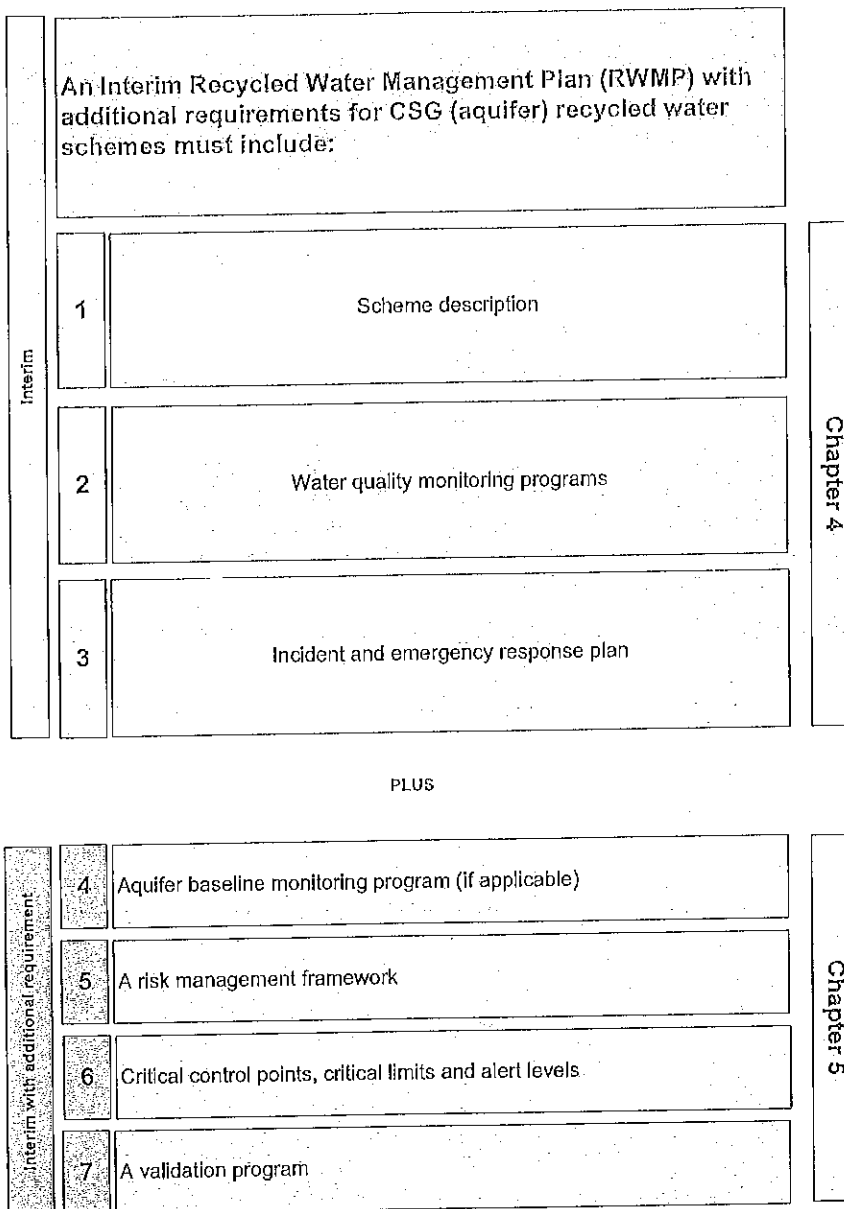 An Interim Recycled Water Management Plan (RWMP) with
additional requirements for CSG (aquifer) recycled water
schemes must include:
Interim
1
Scheme description
2
Water quality monitoring programs
3
Incident and emergency response plan
Chapter 4
PLUS
Interim with additional requirement
4
Aquifer baseline monitoring program (if applicable)
5
A risk management framework
6
Critical control points, critical limits and alert levels
7
A validation program
Chapter 5